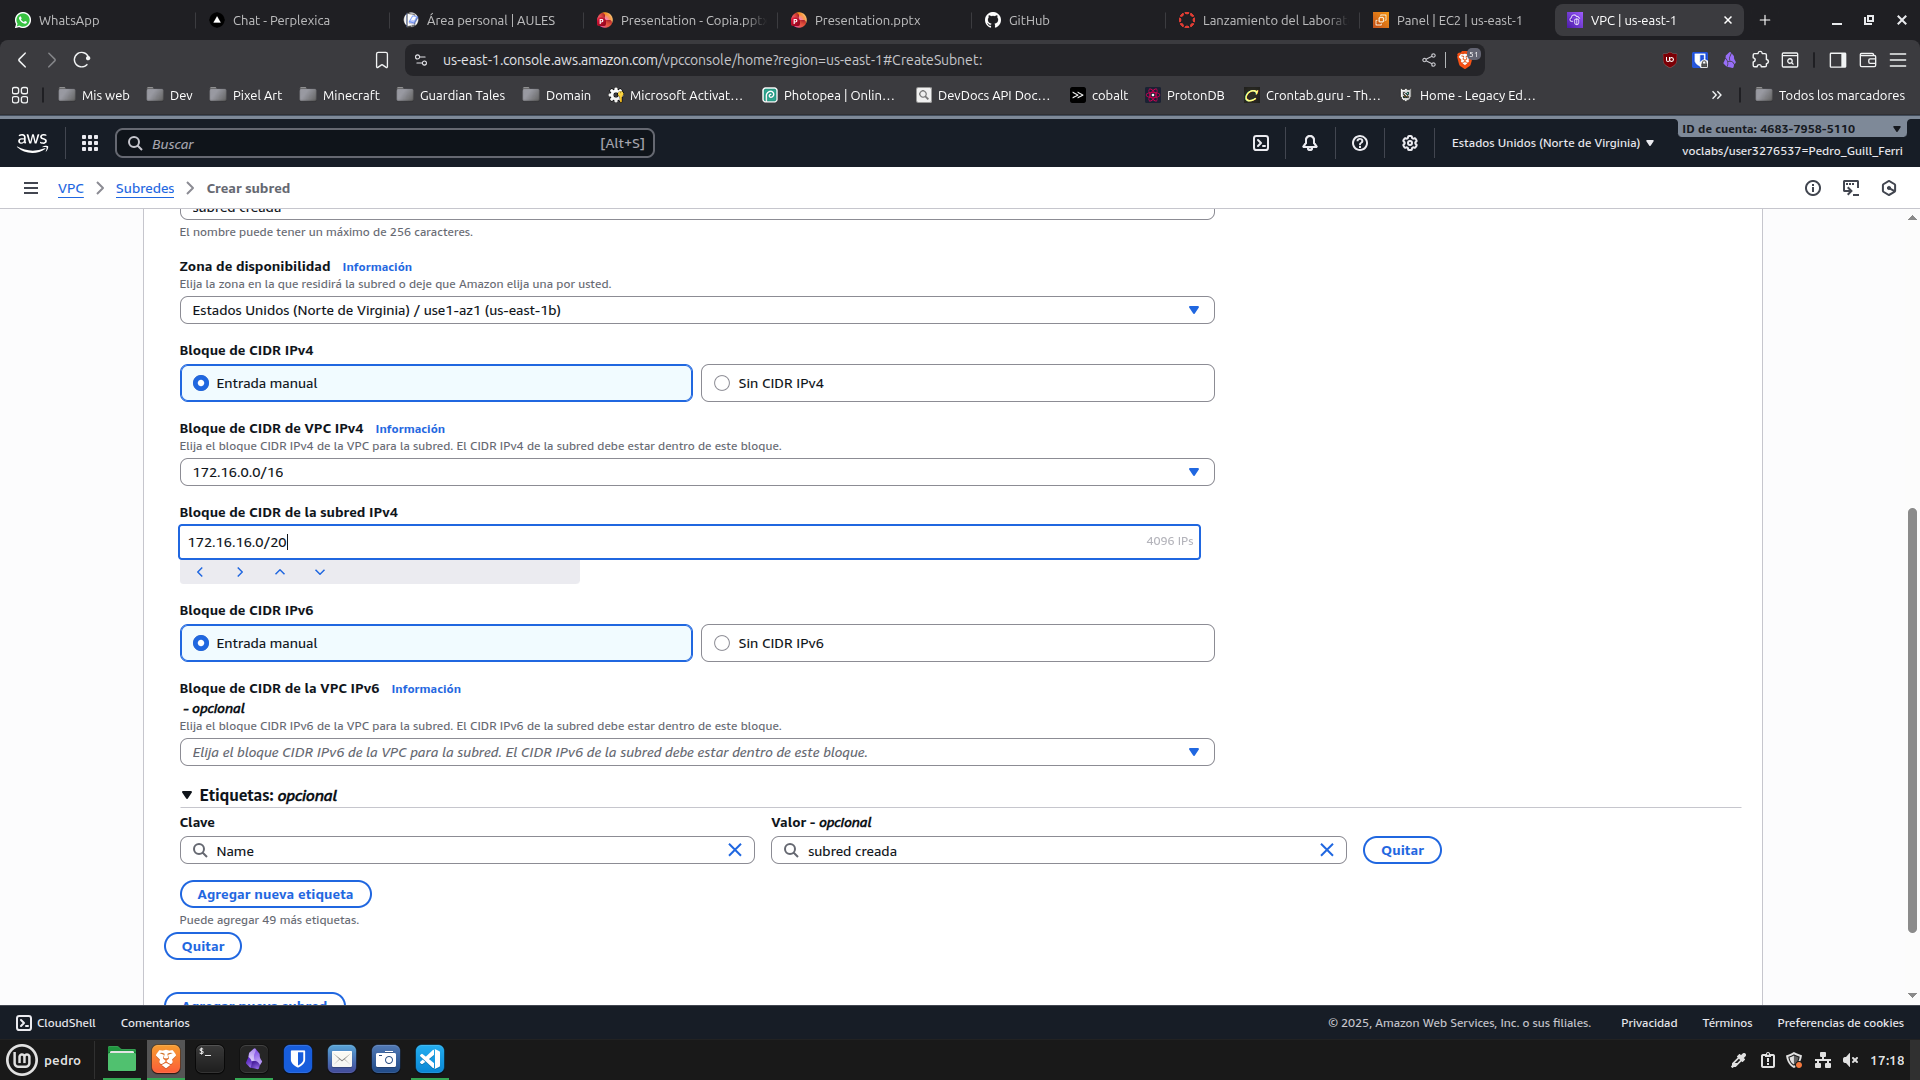 WhatsApp
Chat - Perplexica
Área personal | AULES
Presentation - Copia.ppt
Presentation.pptx
GitHub
Lanzamiento del Labora
Panel | EC2 | us-east-1
VPC | us-east-1
us-east-1.console.aws.amazon.com/vpcconsole/home?region=us-east-1#CreateSubnet:
51
Mis web
Dev
Pixel Art
Minecraft
Guardian Tales
Domain
Microsoft Activat...
Photopea | Onlin...
DevDocs API Doc...
cobalt
ProtonDB
Crontab.guru - Th...
Home - Legacy Ed...
Todos los marcadores
aws
Buscar
[Alt+S]
Estados Unidos (Norte de Virginia)
ID de cuenta: 4683-7958-5110
voclabs/user3276537=Pedro_Guill_Ferri
VPC
Subredes
Crear subred
subred creada
El nombre puede tener un máximo de 256 caracteres.
Zona de disponibilidad Información
Elija la zona en la que residirá la subred o deje que Amazon elija una por usted.
Estados Unidos (Norte de Virginia) / use1-az1 (us-east-1b)
Bloque de CIDR IPv4
Entrada manual
Sin CIDR IPv4
Bloque de CIDR de VPC IPv4 Información
Elija el bloque CIDR IPv4 de la VPC para la subred. El CIDR IPv4 de la subred debe estar dentro de este bloque.
172.16.0.0/16
Bloque de CIDR de la subred IPv4
172.16.16.0/20
4096 IPs
Bloque de CIDR IPv6
Entrada manual
Sin CIDR IPv6
Bloque de CIDR de la VPC IPv6 Información
- opcional
Elija el bloque CIDR IPv6 de la VPC para la subred. El CIDR IPv6 de la subred debe estar dentro de este bloque.
Elija el bloque CIDR IPv6 de la VPC para la subred. El CIDR IPv6 de la subred debe estar dentro de este bloque.
Etiquetas: opcional
Clave
Valor - opcional
Name
subred creada
Quitar
Agregar nueva etiqueta
Puede agregar 49 más etiquetas.
Quitar
Agregar nueva subred
CloudShell
Comentarios
© 2025, Amazon Web Services, Inc. o sus filiales.
Privacidad
Términos
Preferencias de cookies
pedro
17:18